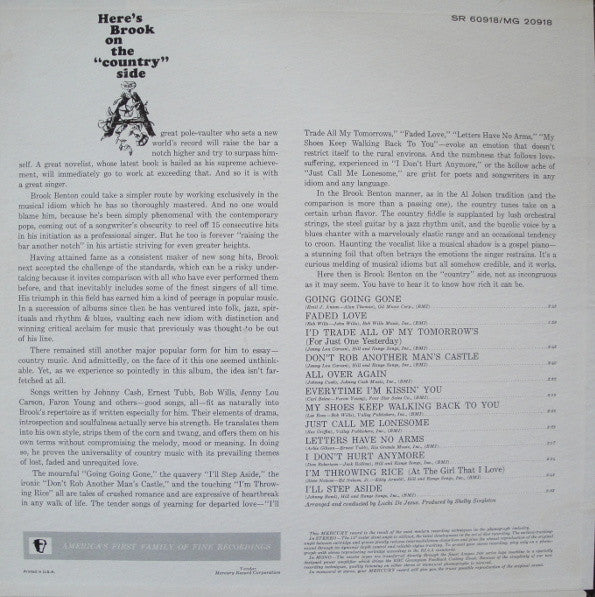 Here's
Brook
on
the
"country"
side
SR 60918/MG 20918
A great pole-vaulter who sets a new
world's record will raise the bar a
notch higher and try to surpass him-
self. A great novelist, whose latest book is hailed as his supreme achieve-
ment, will immediately go to work at exceeding that. And so it is with
a great singer.
Brook Benton could take a simpler route by working exclusively in the
musical idiom which he has so thoroughly mastered. And no one would
blame him, because he's been simply phenomenal with the contemporary
pops, coming out of a songwriter's obscurity to reel off 15 consecutive hits
in his initiation as a professional singer. But he too is forever "raising the
bar another notch" in his artistic striving for even greater heights.
Having attained fame as a consistent maker of new song hits, Brook
next accepted the challenge of the standards, which can be a risky under-
taking because it invites comparison with all who have ever performed them
before, and that inevitably includes some of the finest singers of all time.
His triumph in this field has earned him a kind of peerage in popular music.
In a succession of albums since then he has ventured into folk, jazz, spir-
ituals and rhythm & blues, vaulting each new idiom with distinction and
winning critical acclaim for music that previously was thought to be out
of his line.
There remained still another major popular form for him to essay—
country music. And admittedly, on the face of it this one seemed unthink-
able. Yet, as we experience so pointedly in this album, the idea isn't far-
fetched at all.
Songs written by Johnny Cash, Ernest Tubb, Bob Wills, Jenny Lou
Carson, Faron Young and others—good songs, all—fit as naturally into
Brook's repertoire as if written especially for him. Their elements of drama,
introspection and soulfulness actually serve his strength. He translates them
into his own style, strips them of the corn and twang, and offers them on his
own terms without compromising the melody, mood or meaning. In doing
so, he proves the universality of country music with its prevailing themes
of lost, faded and unrequited love.
The mournful "Going Going Gone," the quavery "I'll Step Aside," the
ironic "Don't Rob Another Man's Castle," and the touching "I'm Throw-
ing Rice" all are tales of crushed romance and are expressive of heartbreak
in any walk of life. The tender songs of yearning for departed love—"I'll
Trade All My Tomorrows," "Faded Love," "Letters Have No Arms," "My
Shoes Keep Walking Back To You"—evoke an emotion that doesn't
restrict itself to the rural environs. And the numbness that follows love-
suffering, experienced in "I Don't Hurt Anymore," or the hollow ache of
"Just Call Me Lonesome," are grist for poets and songwriters in any
idiom and any language.
In the Brook Benton manner, as in the Al Jolson tradition (and the
comparison is more than a passing one), the country tunes take on a
certain urban flavor. The country fiddle is supplanted by lush orchestral
strings, the steel guitar by a jazz rhythm unit, and the bucolic voice by a
blues chanter with a marvelously elastic range and an occasional tendency
to croon. Haunting the vocalist like a musical shadow is a gospel piano—
a stunning foil that often betrays the emotions the singer restrains. It's a
curious melding of musical idioms but all somehow credible, and it works.
Here then is Brook Benton on the "country" side, not as incongruous
as it may seem. You have to hear it to know how rich it can be.
GOING GOING GONE
FADED LOVE
I'D TRADE ALL OF MY TOMORROW'S
(For Just One Yesterday)
DON'T ROB ANOTHER MAN'S CASTLE
ALL OVER AGAIN
EVERYTIME I'M KISSIN' YOU
MY SHOES KEEP WALKING BACK TO YOU
JUST CALL ME LONESOME
LETTERS HAVE NO ARMS
I DON'T HURT ANYMORE
I'M THROWING RICE (At The Girl That I Love)
I'LL STEP ASIDE
Arranged and conducted by Luchi De Jesus. Produced by Shelby Singleton
AMERICA'S FIRST FAMILY OF FINE RECORDINGS
PRINTED IN U.S.A.
Mercury Record Corporation